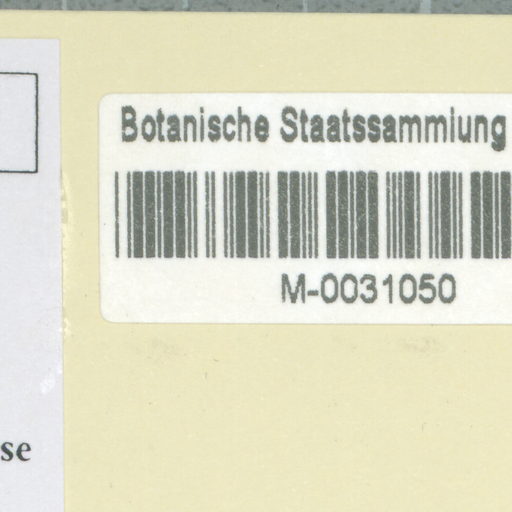 Botanische Staatssammlung
M-0031050
se